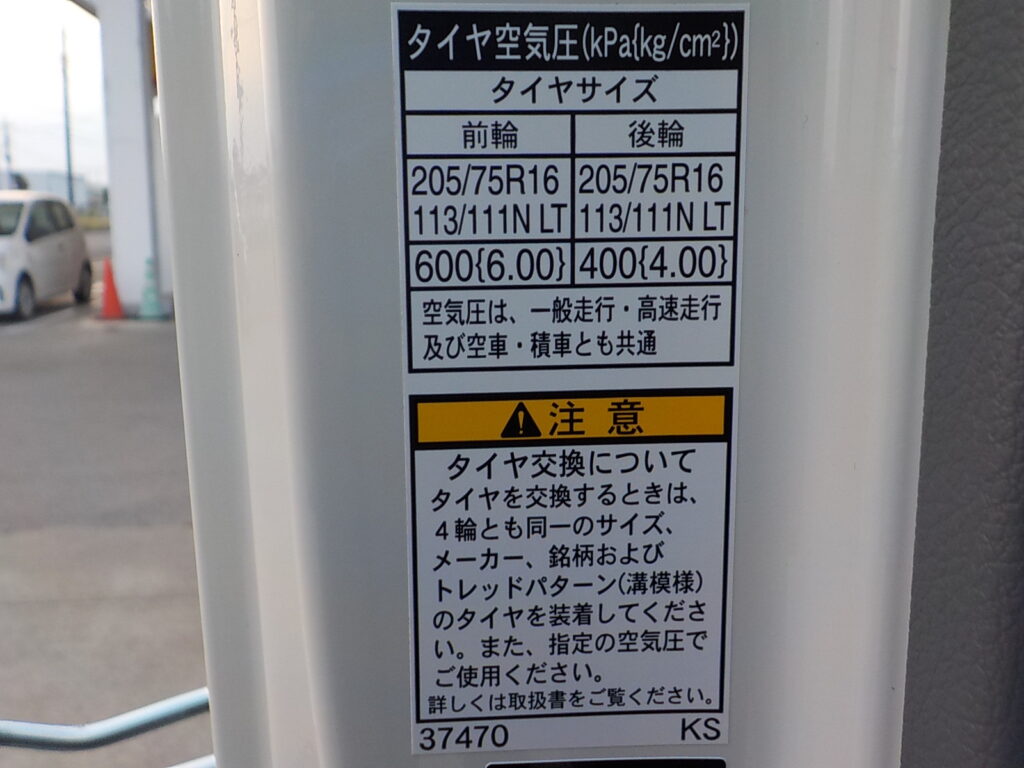 タイヤ空気圧(kPa{kg/cm²})
タイヤサイズ
前輪 後輪
205/75R16 205/75R16
113/111N LT 113/111N LT
600{6.00} 400{4.00}
空気圧は、一般走行・高速走行
及び空車・積車とも共通
⚠注意
タイヤ交換について
タイヤを交換するときは、
4輪とも同一のサイズ、
メーカー、銘柄および
トレッドパターン(溝模様)
のタイヤを装着してくださ
い。また、指定の空気圧で
ご使用ください。
詳しくは取扱書をご覧ください。
37470 KS